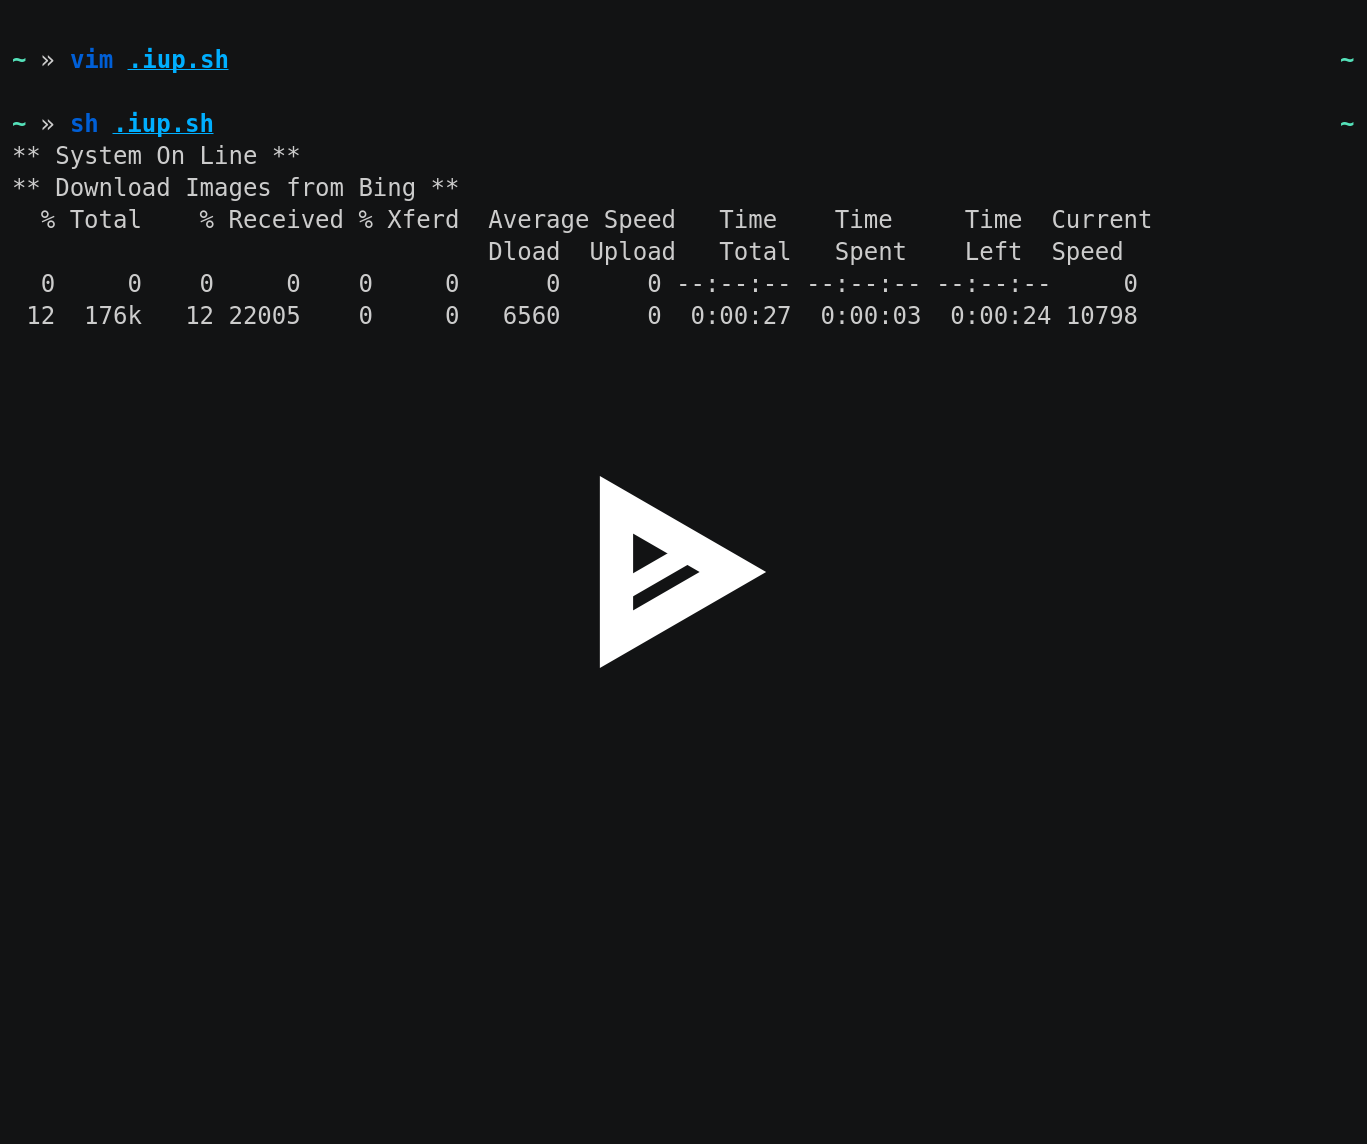 ~ » vim .iup.sh ~
~ » sh .iup.sh ~
** System On Line **
** Download Images from Bing **
  % Total    % Received % Xferd  Average Speed   Time    Time     Time  Current
                                 Dload  Upload   Total   Spent    Left  Speed
  0     0    0     0    0     0      0      0 --:--:-- --:--:-- --:--:--     0
 12  176k   12 22005    0     0   6560      0  0:00:27  0:00:03  0:00:24 10798